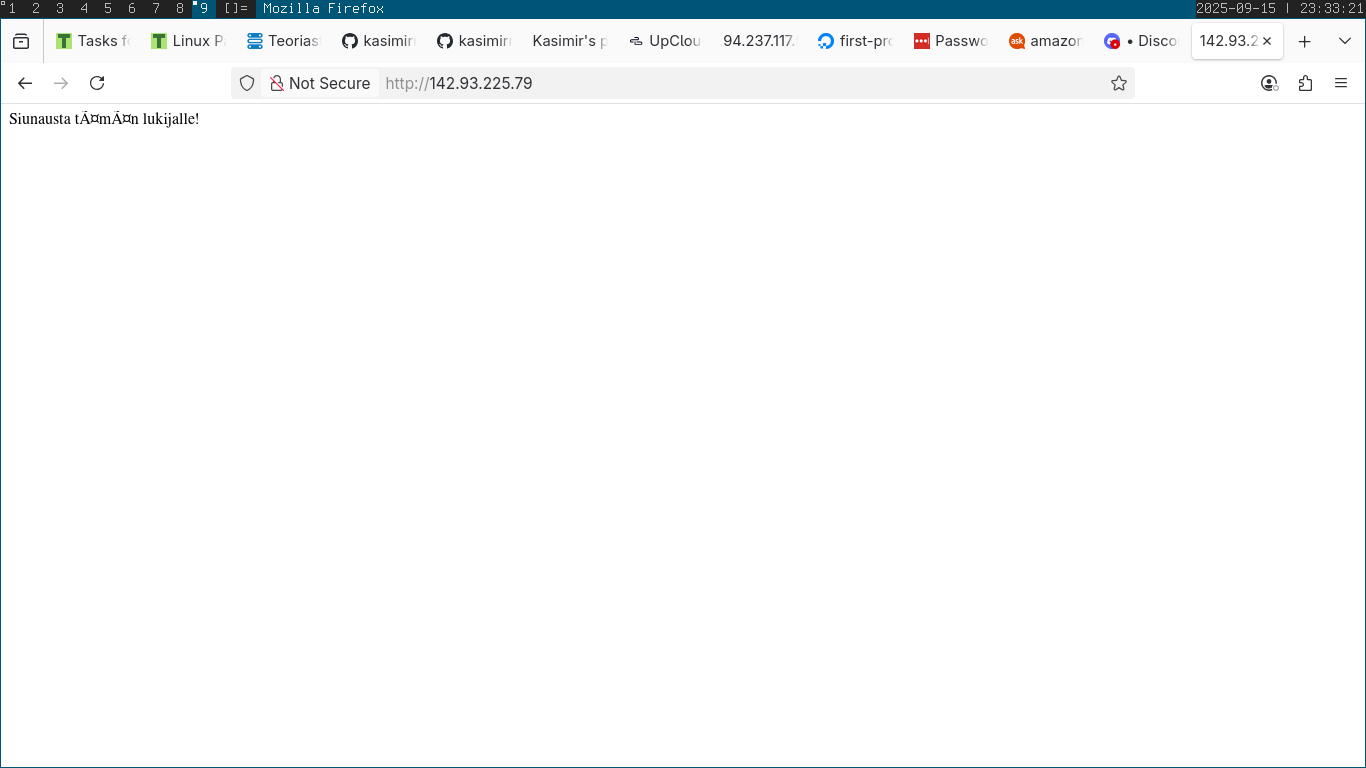 1 2 3 4 5 6 7 8 9 []= Mozilla Firefox 2025-09-15 | 23:33:21
Tasks f Linux P Teorias kasimir kasimir Kasimir's p UpClou 94.237.117. first-pro Passwo amazon • Disco 142.93.2
Not Secure http://142.93.225.79
Siunausta tÃ¤mÃ¤n lukijalle!